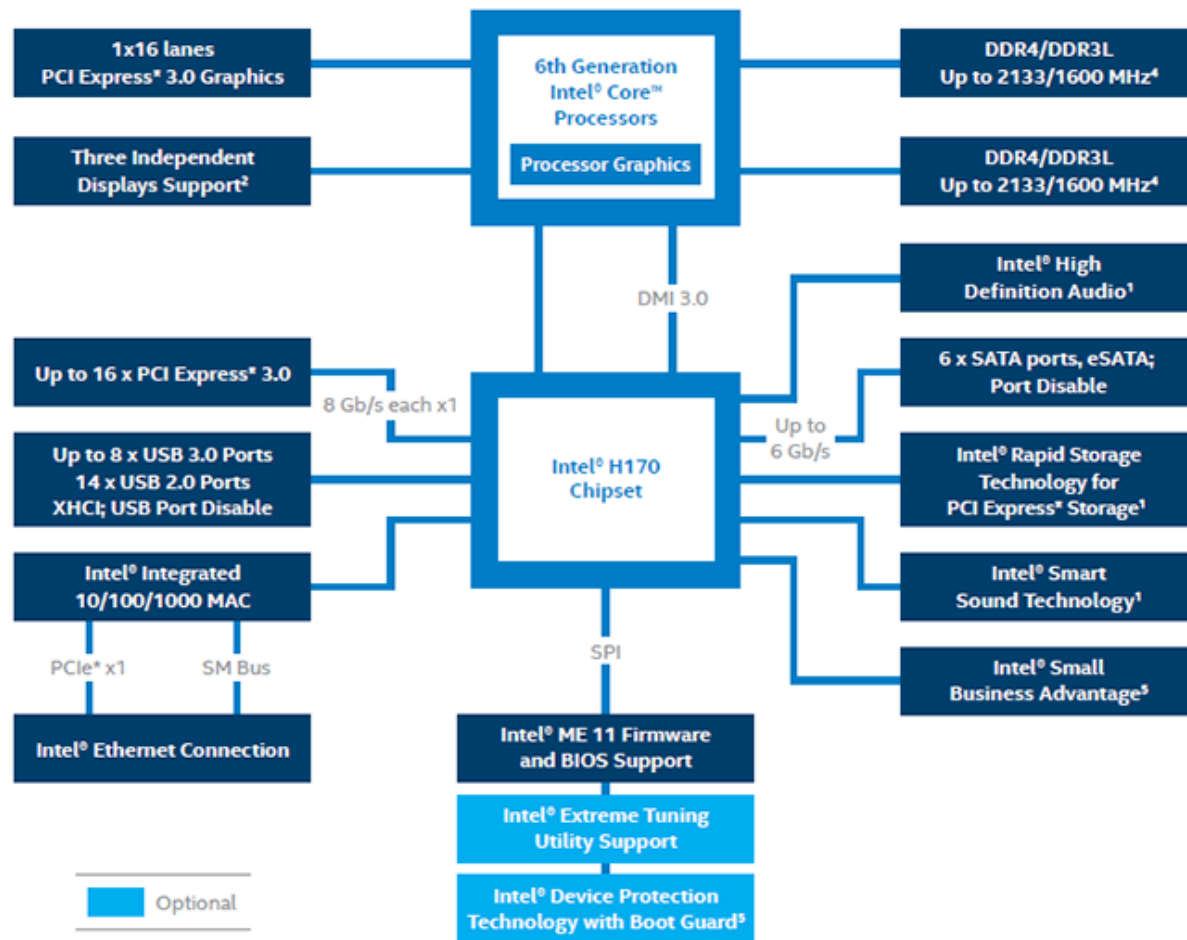 1x16 lanes
PCI Express* 3.0 Graphics
6th Generation
Intel® Core™
Processors
Processor Graphics
DDR4/DDR3L
Up to 2133/1600 MHz⁴
Three Independent
Displays Support²
DDR4/DDR3L
Up to 2133/1600 MHz⁴
DMI 3.0
Intel® High
Definition Audio¹
Up to 16 x PCI Express* 3.0
8 Gb/s each x1
6 x SATA ports, eSATA;
Port Disable
Up to
6 Gb/s
Up to 8 x USB 3.0 Ports
14 x USB 2.0 Ports
XHCI; USB Port Disable
Intel® H170
Chipset
Intel® Rapid Storage
Technology for
PCI Express* Storage¹
Intel® Integrated
10/100/1000 MAC
Intel® Smart
Sound Technology¹
PCIe* x1
SM Bus
SPI
Intel® Small
Business Advantage⁵
Intel® Ethernet Connection
Intel® ME 11 Firmware
and BIOS Support
Intel® Extreme Tuning
Utility Support
Intel® Device Protection
Technology with Boot Guard⁵
Optional